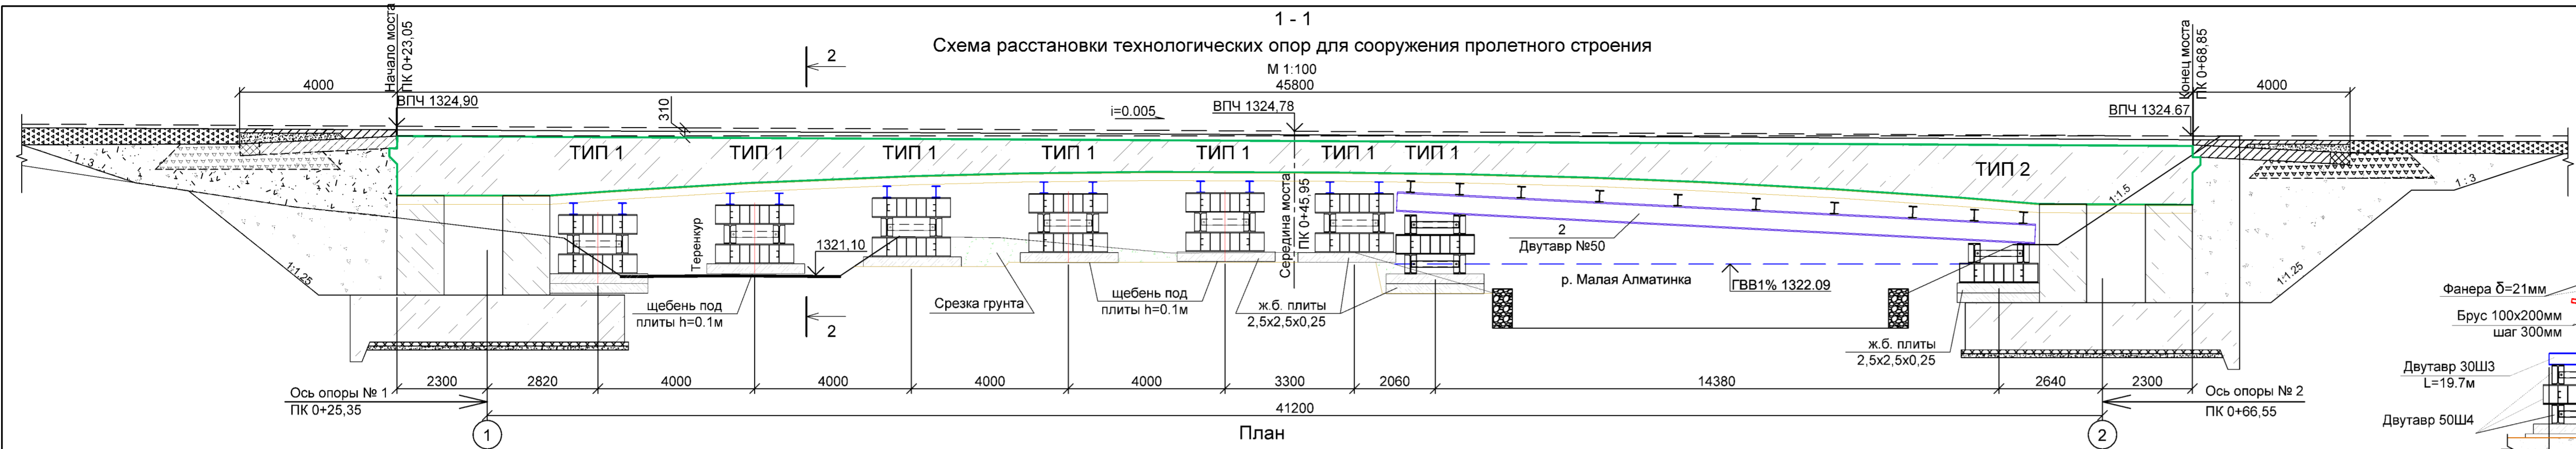 1 - 1
Схема расстановки технологических опор для сооружения пролетного строения
М 1:100
Начало моста
ПК 0+23,05
Конец моста
ПК 0+68,85
2
4000
45800
4000
ВПЧ 1324,90
310
i=0.005
ВПЧ 1324,78
ВПЧ 1324.67
ТИП 1
ТИП 1
ТИП 1
ТИП 1
ТИП 1
ТИП 1
ТИП 1
ТИП 2
1: 3
1: 3
1:1.5
1:1.25
1:1.25
Теренкур
1321,10
Середина моста
ПК 0+45,95
2
Двутавр №50
р. Малая Алматинка
ГВВ1% 1322.09
щебень под
плиты h=0.1м
Срезка грунта
щебень под
плиты h=0.1м
ж.б. плиты
2,5х2,5х0,25
2
ж.б. плиты
2,5х2,5х0,25
Фанера δ=21мм
Брус 100х200мм
шаг 300мм
Двутавр 30Ш3
L=19.7м
Двутавр 50Ш4
2300
2820
4000
4000
4000
4000
3300
2060
14380
2640
2300
Ось опоры № 1
ПК 0+25,35
41200
Ось опоры № 2
ПК 0+66,55
1
План
2